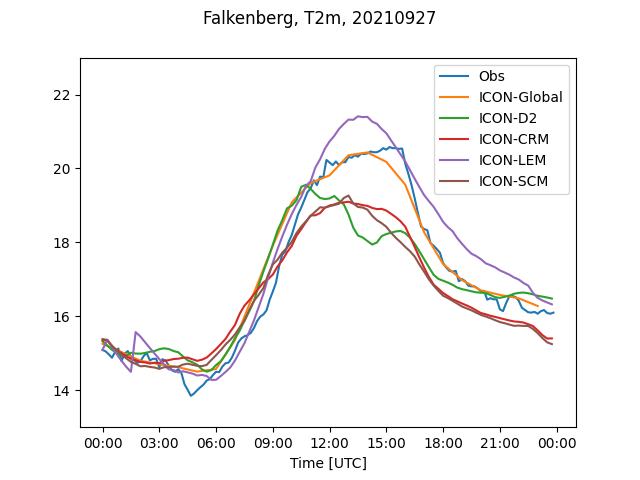 Falkenberg, T2m, 20210927
Obs
ICON-Global
ICON-D2
ICON-CRM
ICON-LEM
ICON-SCM
22
20
18
16
14
00:00 03:00 06:00 09:00 12:00 15:00 18:00 21:00 00:00
Time [UTC]